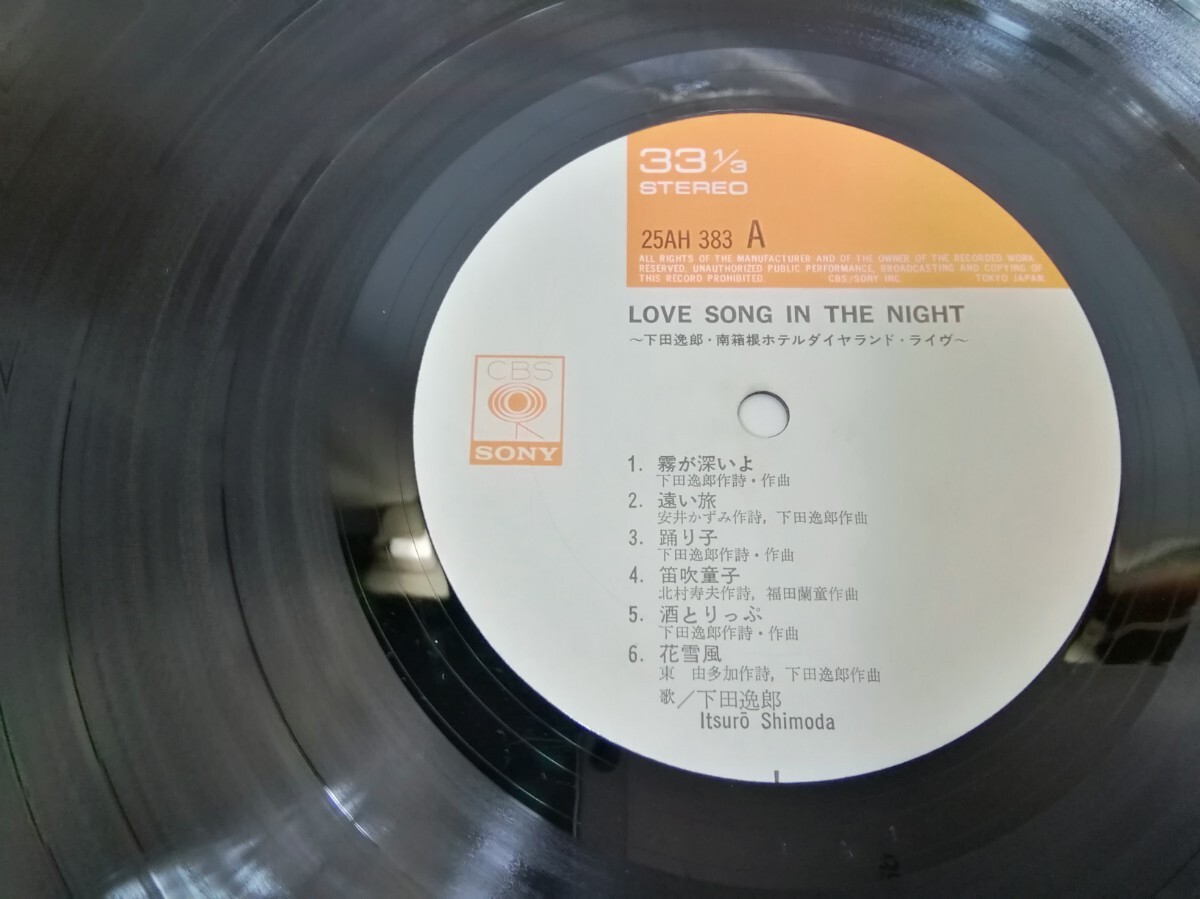 33 1/3
STEREO
25AH 383 A
ALL RIGHTS OF THE MANUFACTURER AND OF THE OWNER OF THE RECORDED WORK
RESERVED. UNAUTHORIZED PUBLIC PERFORMANCE, BROADCASTING AND COPYING OF
THIS RECORD PROHIBITED. CBS/SONY INC. TOKYO JAPAN.
LOVE SONG IN THE NIGHT
〜下田逸郎・南箱根ホテルダイヤランド・ライヴ〜
CBS
SONY
1. 霧が深いよ
下田逸郎作詩・作曲
2. 遠い旅
安井かずみ作詩, 下田逸郎作曲
3. 踊り子
下田逸郎作詩・作曲
4. 笛吹童子
北村寿夫作詩, 福田蘭童作曲
5. 酒とりっぷ
下田逸郎作詩・作曲
6. 花雪風
東 由多加作詩, 下田逸郎作曲
歌/下田逸郎
Itsurō Shimoda